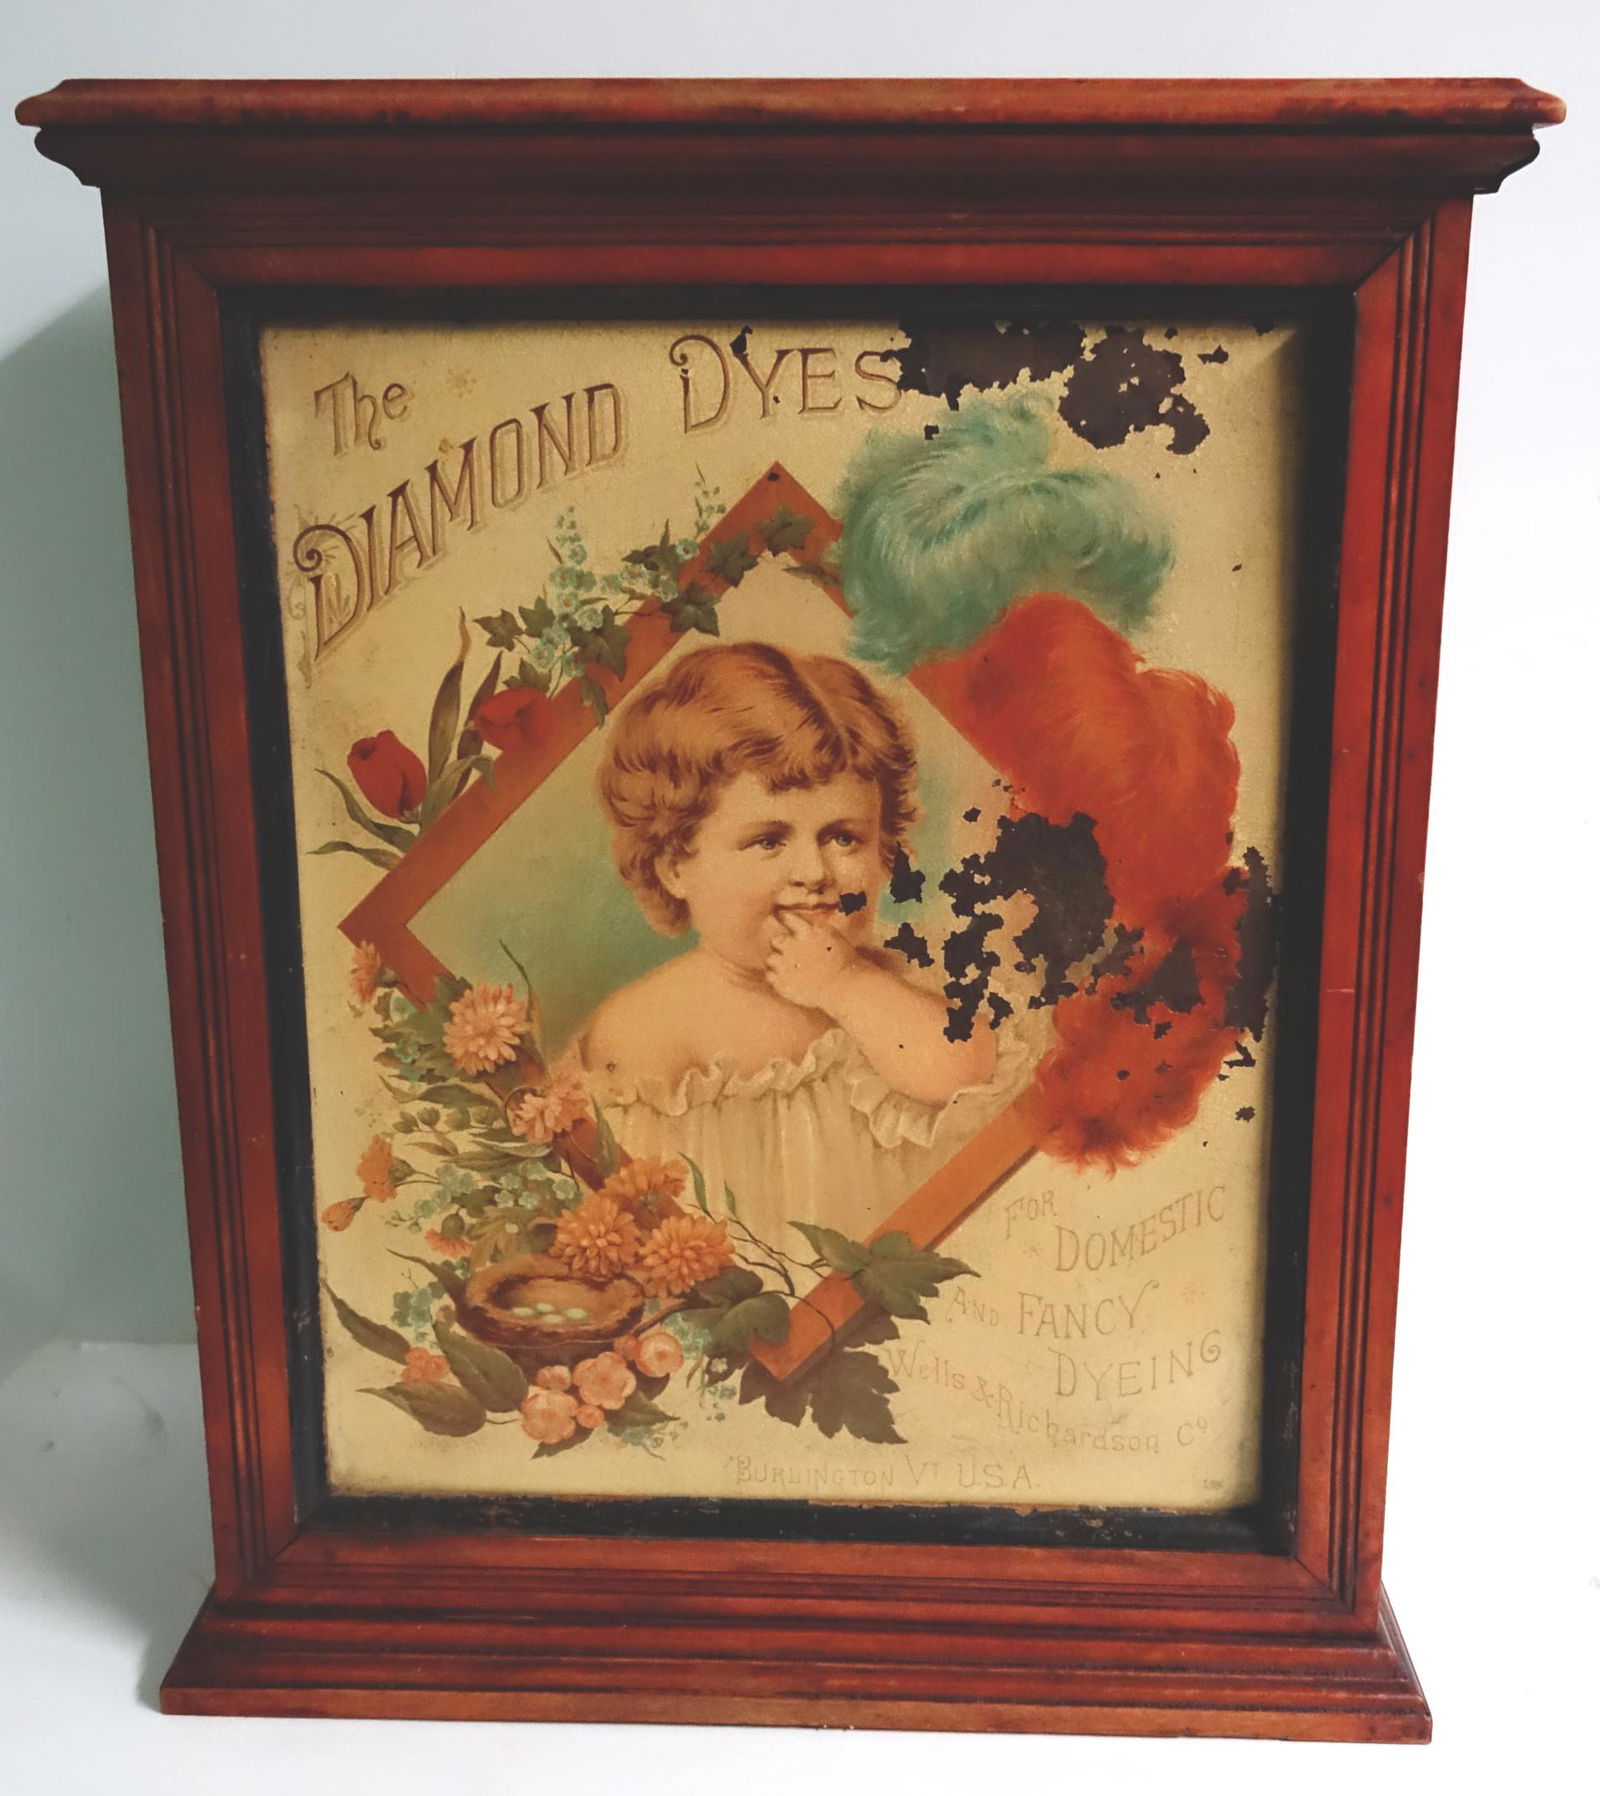 The
DIAMOND DYES
FOR
DOMESTIC
AND FANCY
DYEING
Wells & Richardson Co
BURLINGTON VT U.S.A.